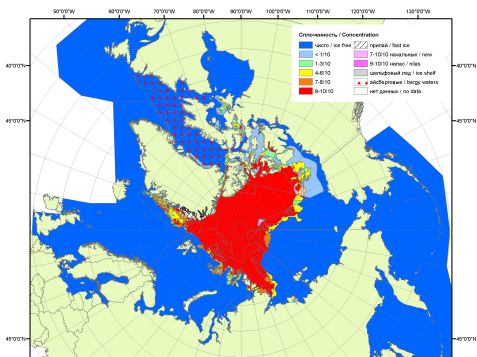 50°0'0"W 60°0'0"W 70°0'0"W 80°0'0"W 90°0'0"W 100°0'0"W 110°0'0"W 120°0'0"W 130°0'0"W
Сплоченность / Concentration
чисто / ice free припай / fast ice
< 1/10 7-10/10 начальные / new
1-3/10 9-10/10 нилас / nilas
4-6/10 шельфовый лед / ice shelf
7-8/10 айсберговые / bergy waters
9-10/10 нет данных / no data
40°0'0"N 40°0'0"N
45°0'0"N 45°0'0"N
45°0'0"N 45°0'0"N